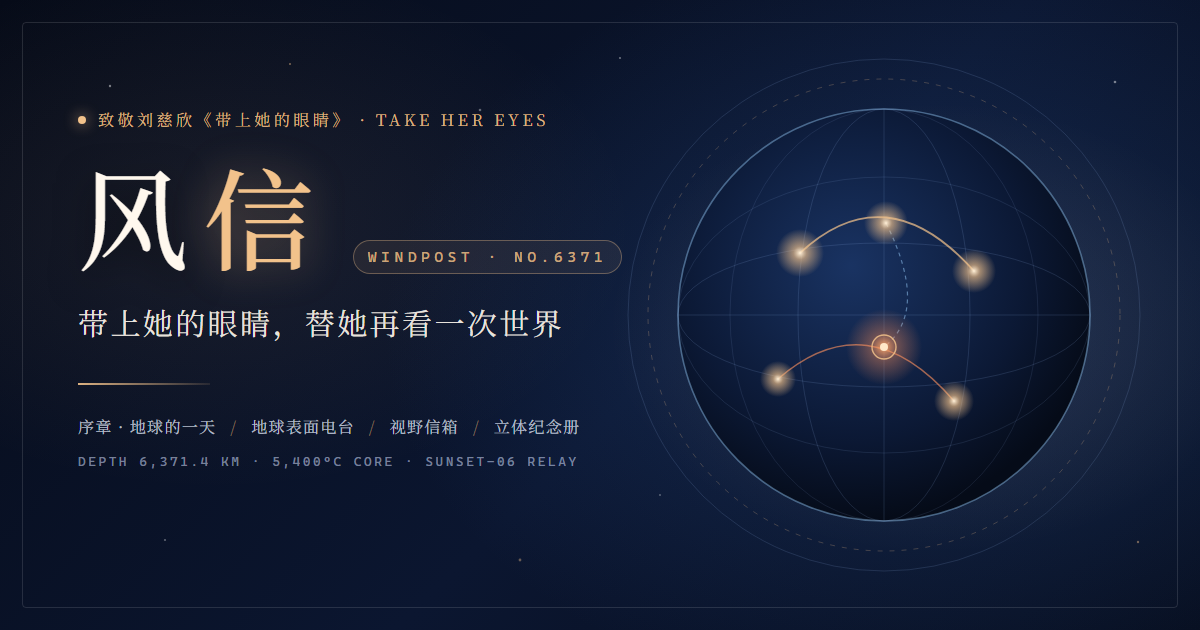 致敬刘慈欣《带上她的眼睛》 · TAKE HER EYES
风信
WINDPOST · NO.6371
带上她的眼睛，替她再看一次世界
序章 · 地球的一天 / 地球表面电台 / 视野信箱 / 立体纪念册
DEPTH 6,371.4 KM · 5,400°C CORE · SUNSET-06 RELAY